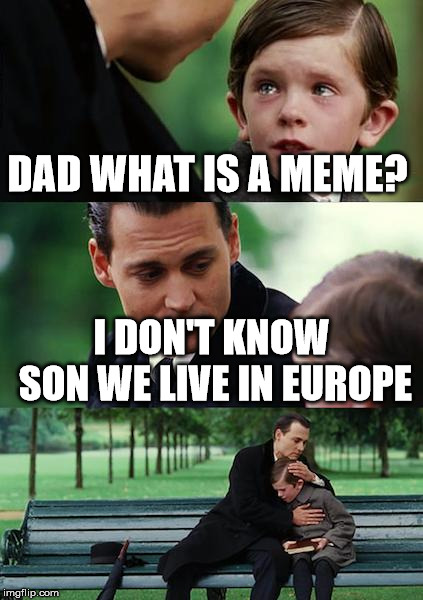 DAD WHAT IS A MEME?
I DON'T KNOW
SON WE LIVE IN EUROPE
imgflip.com